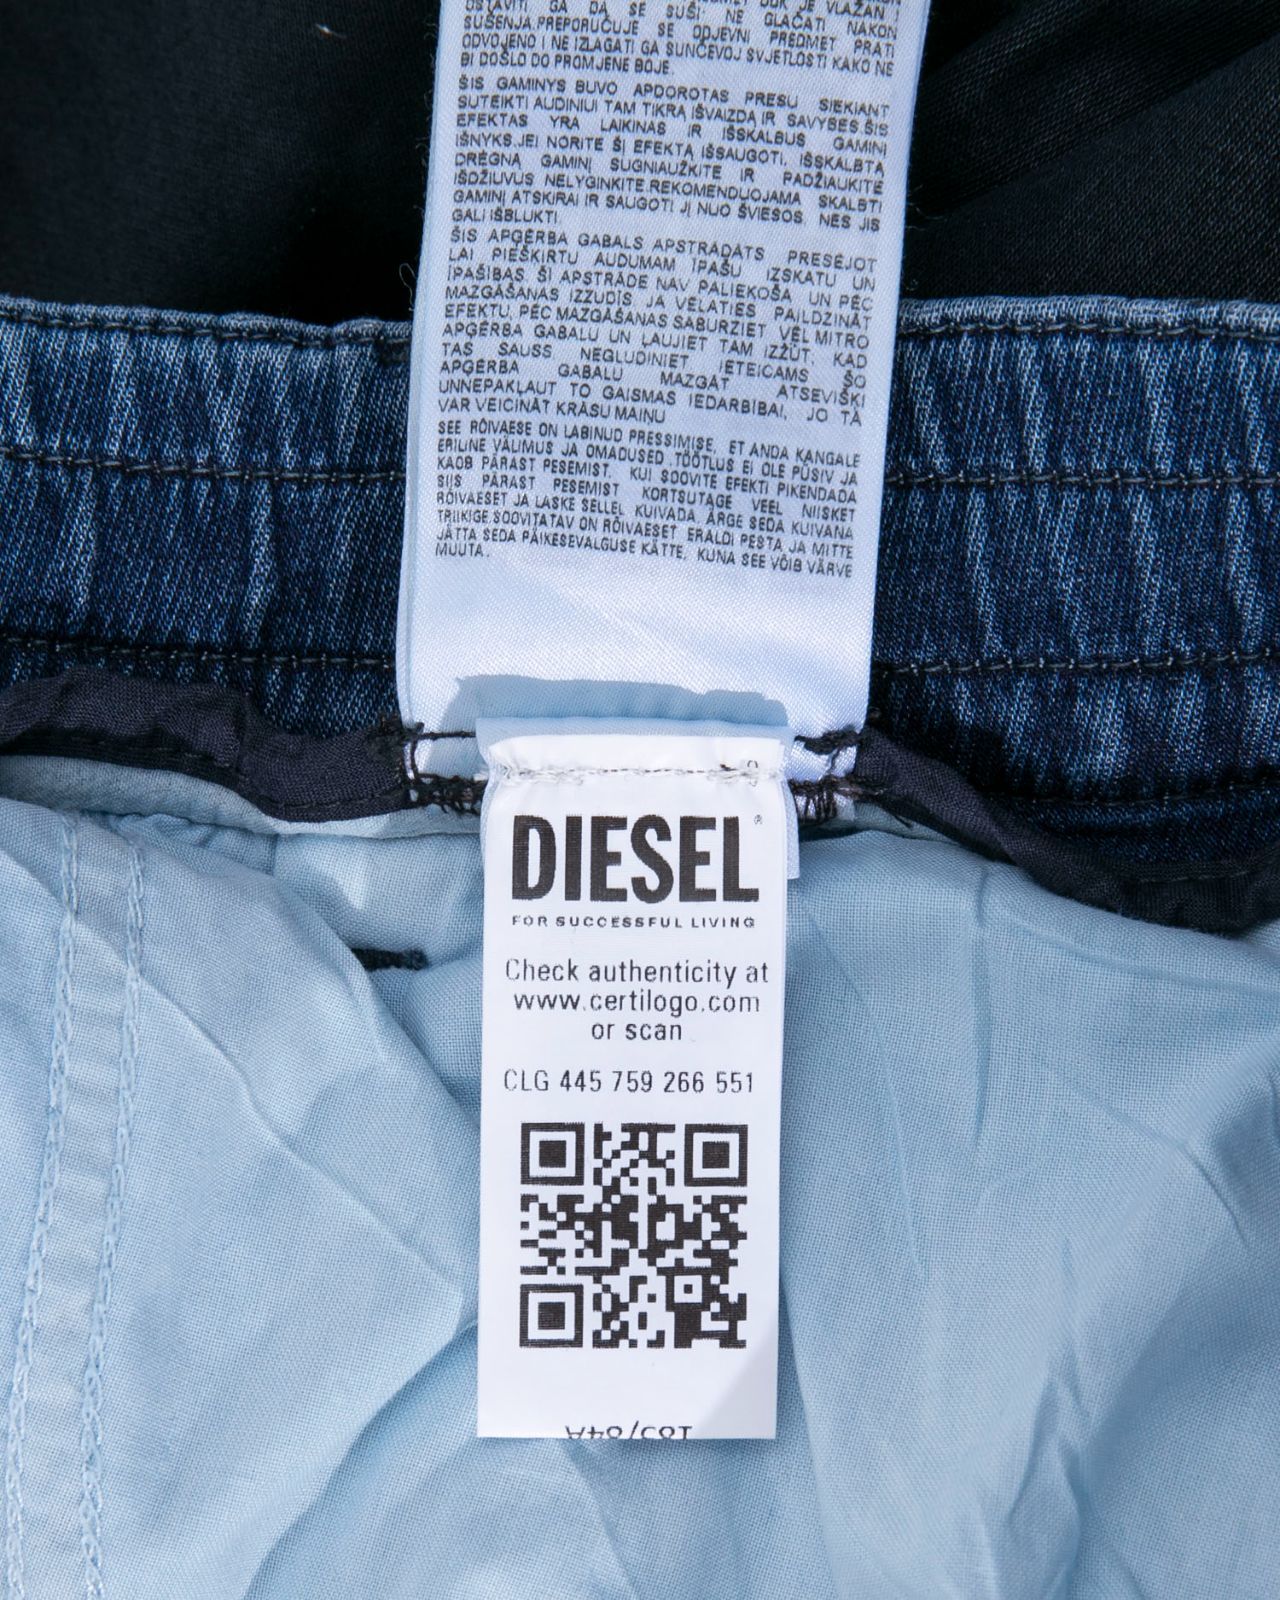 OSTAVITI GA DA SE SUŠI. NE GLAČATI NAKON
SUŠENJA.PREPORUČUJE SE ODJEVNI PREDMET PRATI
ODVOJENO I NE IZLAGATI GA SUNČEVOJ SVJETLOSTI KAKO NE
BI DOŠLO DO PROMJENE BOJE.
ŠIS GAMINYS BUVO APDOROTAS PRESU SIEKIANT
SUTEIKTI AUDINIUI TAM TIKRĄ IŠVAIZDĄ IR SAVYBES.ŠIS
EFEKTAS YRA LAIKINAS IR IŠSKALBUS GAMINĮ
IŠNYKS.JEI NORITE ŠĮ EFEKTĄ IŠSAUGOTI, IŠSKALBTĄ
DRĖGNĄ GAMINĮ SUGNIAUŽKITE IR PADŽIAUKITE
IŠDŽIUVUS NELYGINKITE.REKOMENDUOJAMA SKALBTI
GAMINĮ ATSKIRAI IR SAUGOTI JĮ NUO ŠVIESOS, NES JIS
GALI IŠBLUKTI.
ŠIS APĢĒRBA GABALS APSTRĀDĀTS PRESĒJOT
LAI PIEŠĶIRTU AUDUMAM ĪPAŠU IZSKATU UN
ĪPAŠĪBAS. ŠĪ APSTRĀDE NAV PALIEKOŠA UN PĒC
MAZGĀŠANAS IZZUDĪS. JA VĒLATIES PAILDZINĀT
EFEKTU, PĒC MAZGĀŠANAS SABURZIET VĒL MITRO
APĢĒRBA GABALU UN ĻAUJIET TAM IZŽŪT. KAD
TAS SAUSS NEGLUDINIET IETEICAMS ŠO
APĢĒRBA GABALU MAZGĀT ATSEVIŠĶI
UNNEPAKĻAUT TO GAISMAS IEDARBĪBAI, JO TĀ
VAR VEICINĀT KRĀSU MAIŅU
SEE RÕIVAESE ON LÄBINUD PRESSIMISE, ET ANDA KANGALE
ERILINE VÄLIMUS JA OMADUSED.TÖÖTLUS EI OLE PÜSIV JA
KAOB PÄRAST PESEMIST. KUI SOOVITE EFEKTI PIKENDADA
SIIS PÄRAST PESEMIST KORTSUTAGE VEEL NIISKET
RÕIVAESET JA LASKE SELLEL KUIVADA. ÄRGE SEDA KUIVANA
TRIIKIGE.SOOVITATAV ON RÕIVAESET ERALDI PESTA JA MITTE
JÄTTA SEDA PÄIKESEVALGUSE KÄTTE, KUNA SEE VÕIB VÄRVE
MUUTA.
DIESEL®
FOR SUCCESSFUL LIVING
Check authenticity at
www.certilogo.com
or scan
CLG 445 759 266 551